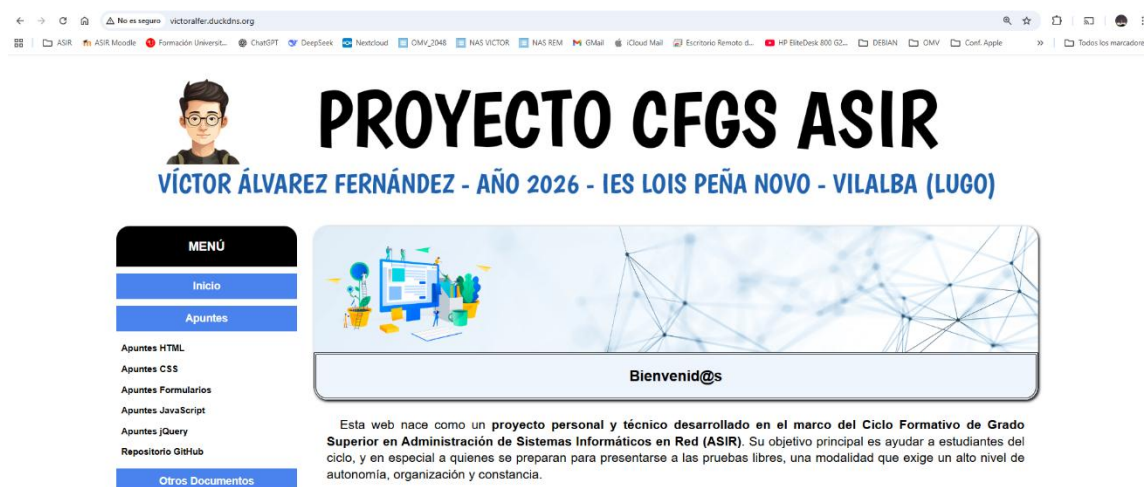 No es seguro victoralfer.duckdns.org
ASIR ASIR Moodle Formación Universit... ChatGPT DeepSeek Nextcloud OMV_2048 NAS VICTOR NAS REM GMail iCloud Mail Escritorio Remoto d... HP EliteDesk 800 G2... DEBIAN OMV Conf. Apple » Todos los marcadore
PROYECTO CFGS ASIR
VÍCTOR ÁLVAREZ FERNÁNDEZ - AÑO 2026 - IES LOIS PEÑA NOVO - VILALBA (LUGO)
MENÚ
Inicio
Apuntes
Apuntes HTML
Apuntes CSS
Apuntes Formularios
Apuntes JavaScript
Apuntes jQuery
Repositorio GitHub
Otros Documentos
Bienvenid@s
Esta web nace como un proyecto personal y técnico desarrollado en el marco del Ciclo Formativo de Grado
Superior en Administración de Sistemas Informáticos en Red (ASIR). Su objetivo principal es ayudar a estudiantes del
ciclo, y en especial a quienes se preparan para presentarse a las pruebas libres, una modalidad que exige un alto nivel de
autonomía, organización y constancia.